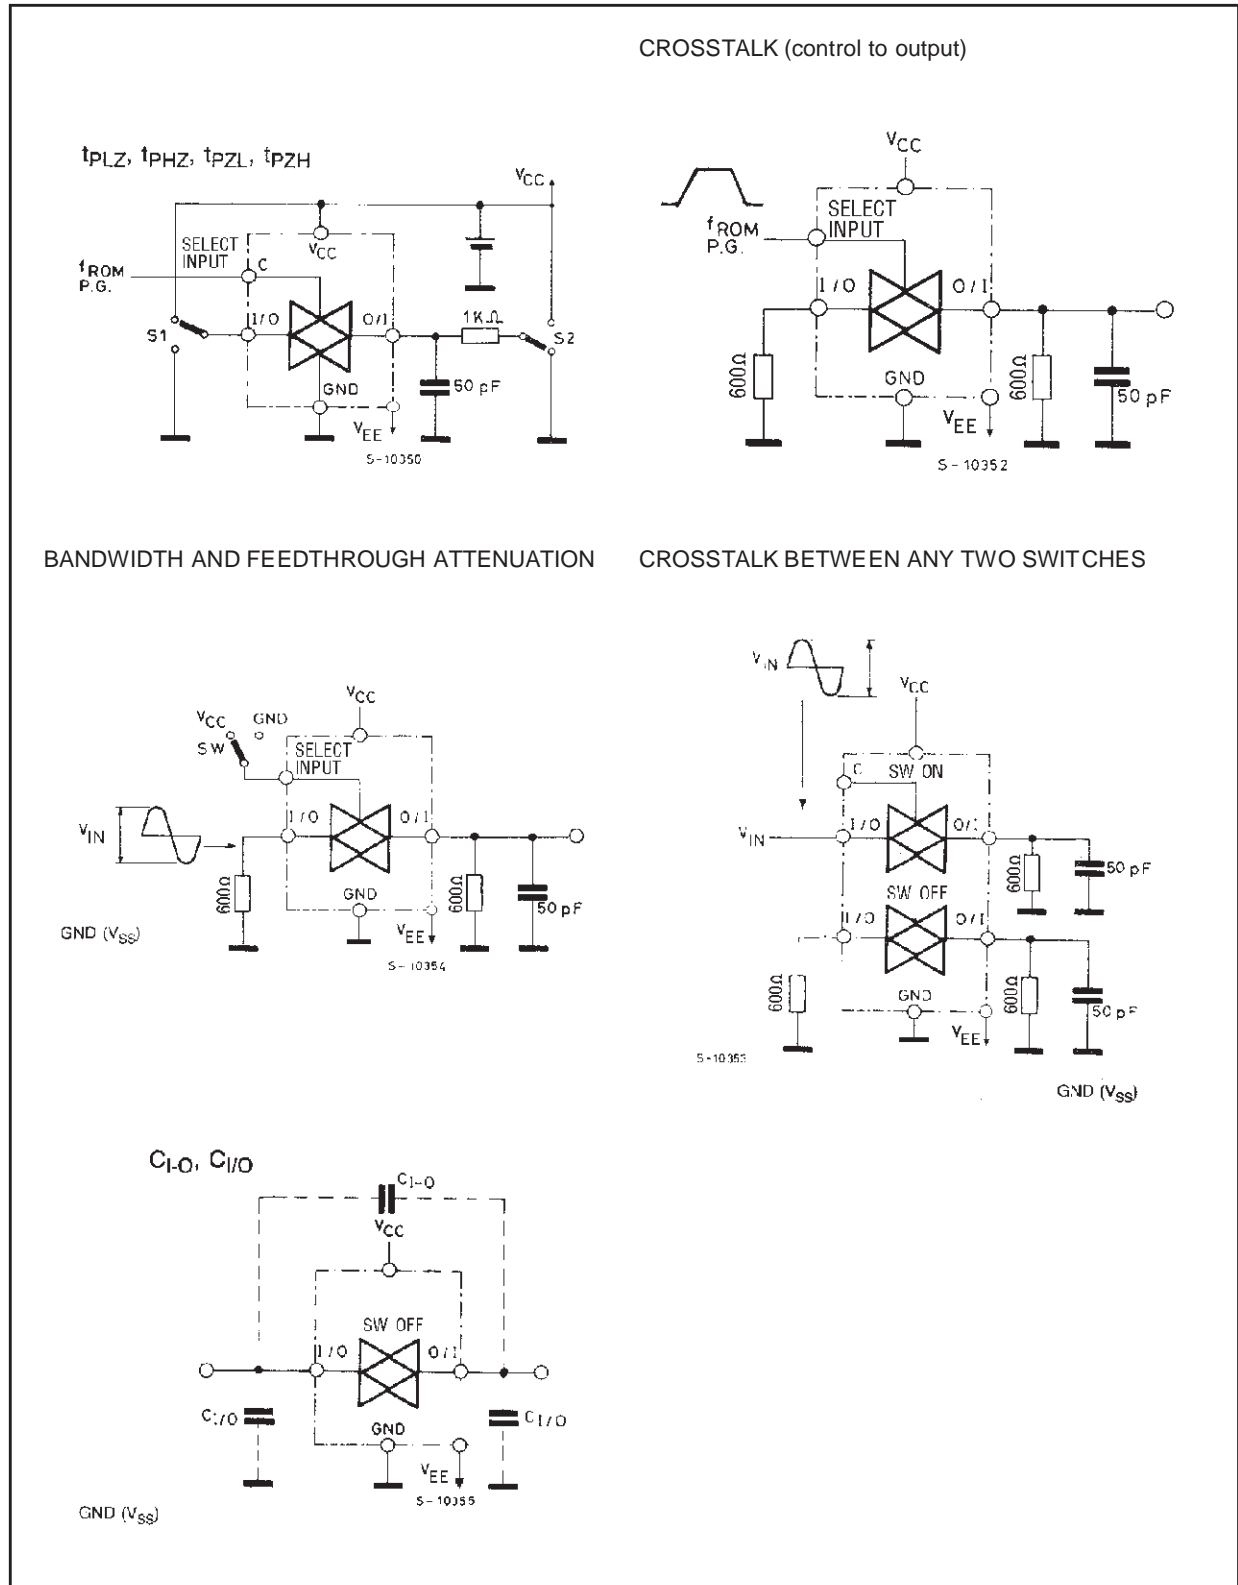 CROSSTALK (control to output)
tPLZ, tPHZ, tPZL, tPZH
VCC
SELECT
INPUT
VCC
fROM
P.G.
C
I/O
O/I
1KΩ
S1
S2
50 pF
GND
VEE
S-10350
VCC
SELECT
INPUT
fROM
P.G.
I/O
O/I
600Ω
GND
600Ω
50 pF
VEE
S-10352
BANDWIDTH AND FEEDTHROUGH ATTENUATION
CROSSTALK BETWEEN ANY TWO SWITCHES
VCC
VCC
GND
SW
SELECT
INPUT
VIN
I/O
O/I
600Ω
GND
600Ω
50 pF
GND (VSS)
VEE
S-10354
VIN
VCC
C
SW ON
VIN
I/O
O/I
600Ω
50 pF
SW OFF
I/O
O/I
600Ω
GND
600Ω
50 pF
VEE
S-10353
GND (VSS)
CI-O, CI/O
CI-O
VCC
SW OFF
I/O
O/I
CI/O
GND
CI/O
VEE
S-10355
GND (VSS)